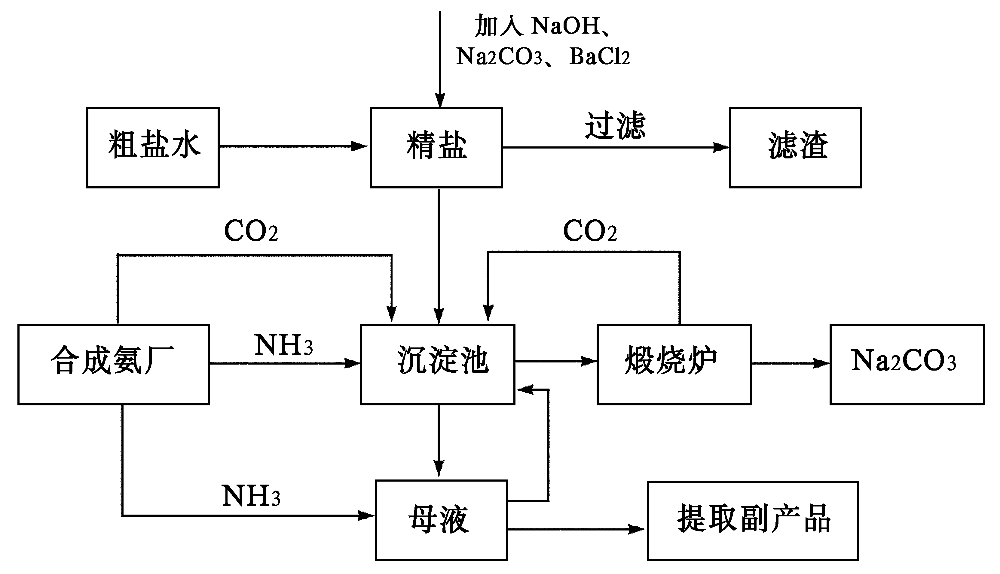 加入 NaOH、
Na2CO3、BaCl2
粗盐水
精盐
过滤
滤渣
CO2
CO2
合成氨厂
NH3
沉淀池
煅烧炉
Na2CO3
NH3
母液
提取副产品